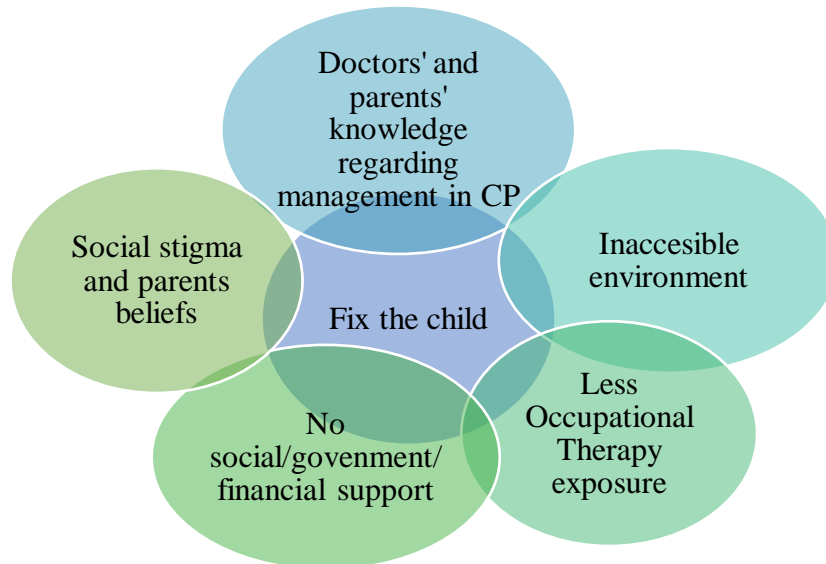 Doctors' and
parents'
knowledge
regarding
management in CP
Social stigma
and parents
beliefs
Inaccesible
environment
Fix the child
No
social/govenment/
financial support
Less
Occupational
Therapy
exposure